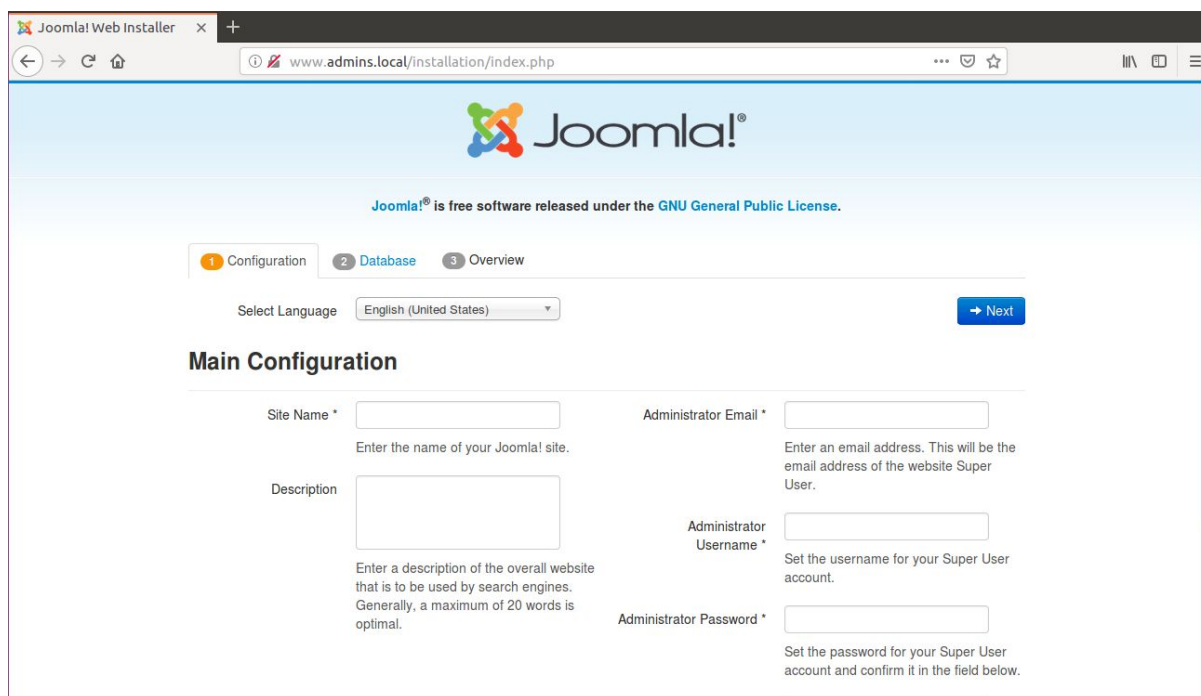 Joomla! Web Installer
www.admins.local/installation/index.php
Joomla!®
Joomla!® is free software released under the GNU General Public License.
1 Configuration 2 Database 3 Overview
Select Language English (United States) Next
Main Configuration
Site Name *
Enter the name of your Joomla! site.
Description
Enter a description of the overall website
that is to be used by search engines.
Generally, a maximum of 20 words is
optimal.
Administrator Email *
Enter an email address. This will be the
email address of the website Super
User.
Administrator
Username *
Set the username for your Super User
account.
Administrator Password *
Set the password for your Super User
account and confirm it in the field below.